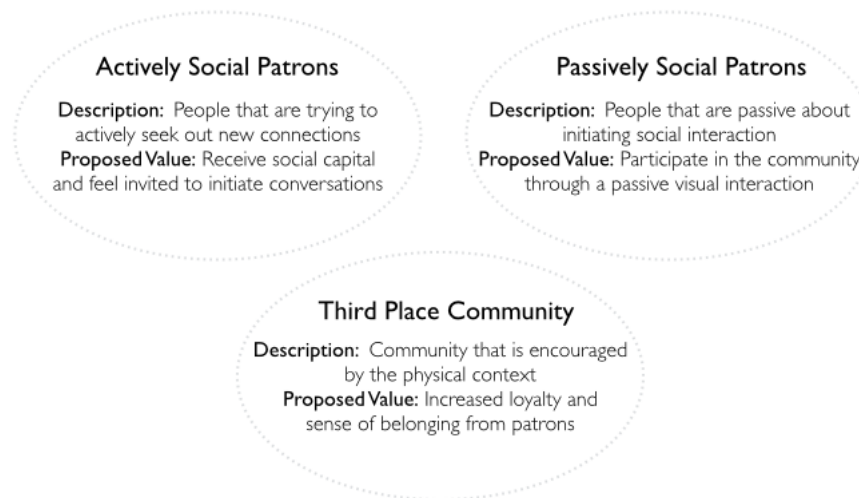 Actively Social Patrons
Description: People that are trying to
actively seek out new connections
Proposed Value: Receive social capital
and feel invited to initiate conversations
Passively Social Patrons
Description: People that are passive about
initiating social interaction
Proposed Value: Participate in the community
through a passive visual interaction
Third Place Community
Description: Community that is encouraged
by the physical context
Proposed Value: Increased loyalty and
sense of belonging from patrons